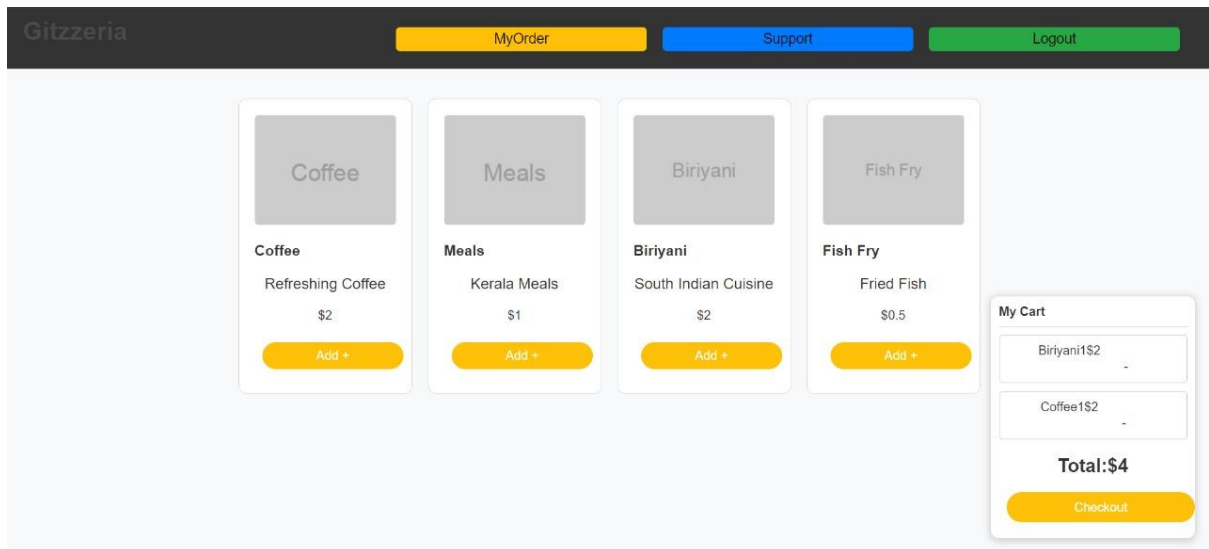 Gitzzeria
MyOrder
Support
Logout
Coffee
Coffee
Refreshing Coffee
$2
Add +
Meals
Meals
Kerala Meals
$1
Add +
Biriyani
Biriyani
South Indian Cuisine
$2
Add +
Fish Fry
Fish Fry
Fried Fish
$0.5
Add +
My Cart
Biriyani1$2
-
Coffee1$2
-
Total:$4
Checkout